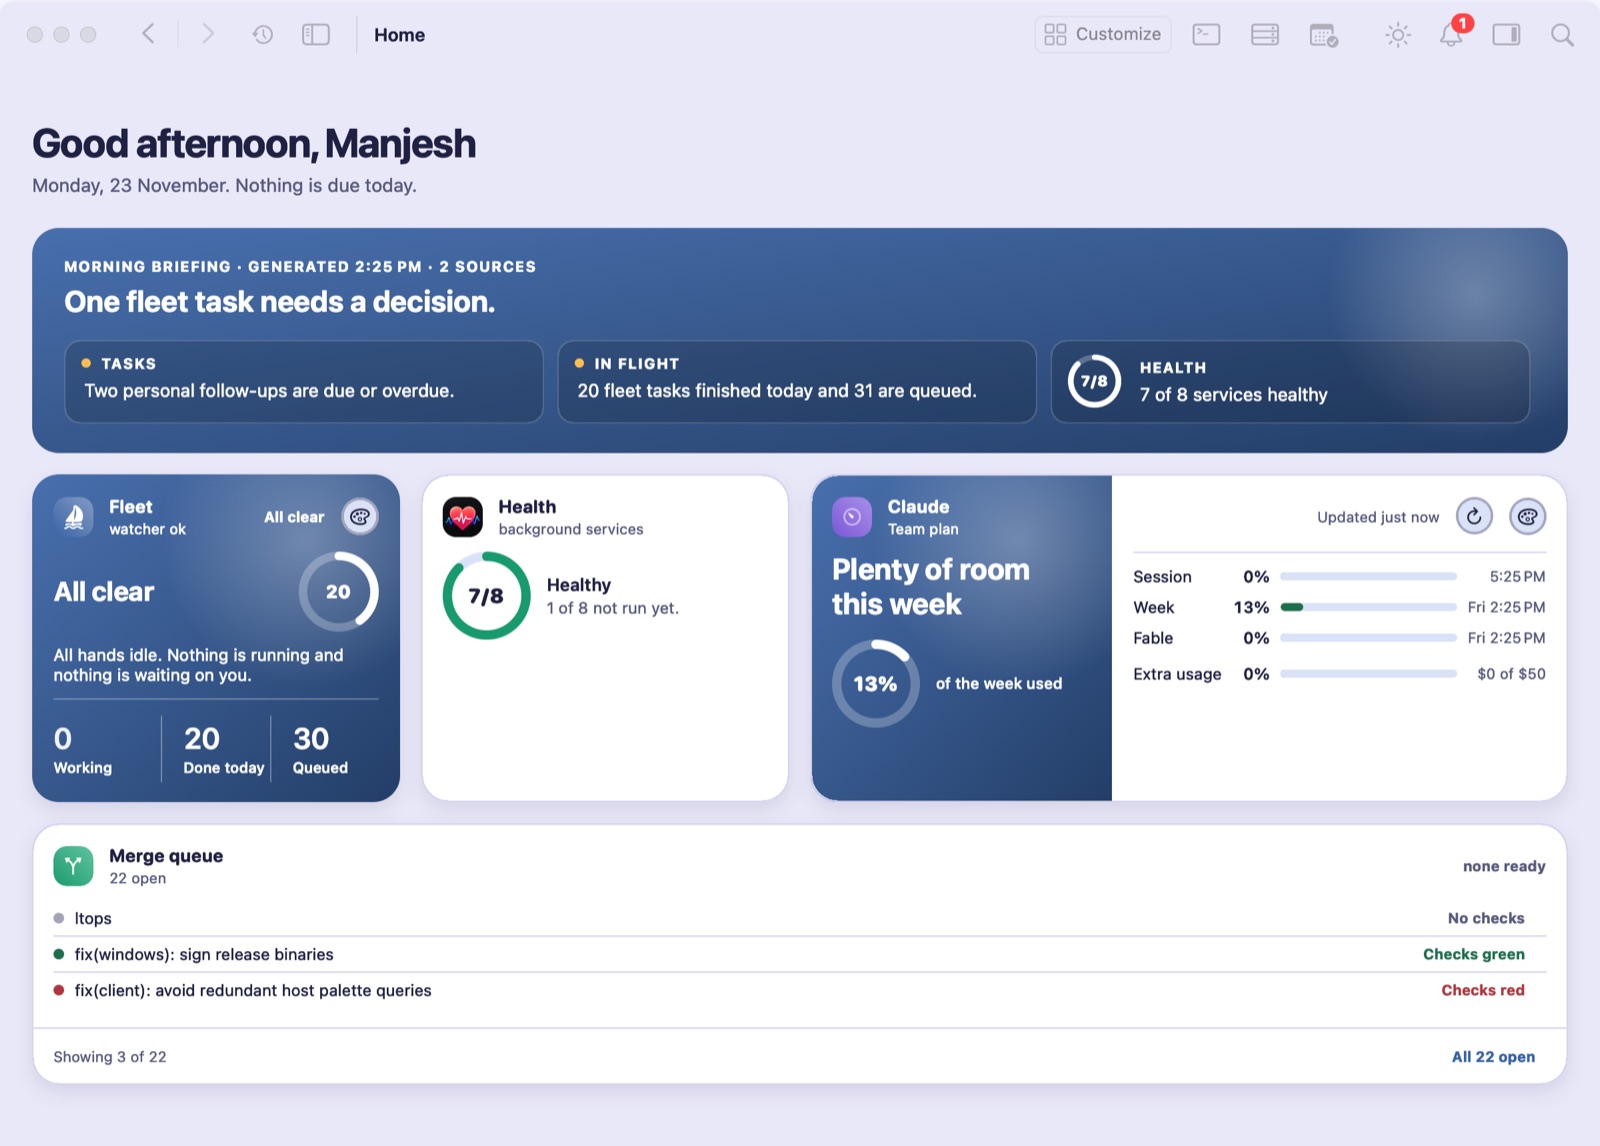 Home
Customize
1
Good afternoon, Manjesh
Monday, 23 November. Nothing is due today.
MORNING BRIEFING · GENERATED 2:25 PM · 2 SOURCES
One fleet task needs a decision.
TASKS
Two personal follow-ups are due or overdue.
IN FLIGHT
20 fleet tasks finished today and 31 are queued.
7/8
HEALTH
7 of 8 services healthy
Fleet
watcher ok
All clear
All clear
20
All hands idle. Nothing is running and
nothing is waiting on you.
0
Working
20
Done today
30
Queued
Health
background services
7/8
Healthy
1 of 8 not run yet.
Claude
Team plan
Plenty of room
this week
13%
of the week used
Updated just now
Session 0% 5:25 PM
Week 13% Fri 2:25 PM
Fable 0% Fri 2:25 PM
Extra usage 0% $0 of $50
Merge queue
22 open
none ready
ltops No checks
fix(windows): sign release binaries Checks green
fix(client): avoid redundant host palette queries Checks red
Showing 3 of 22
All 22 open